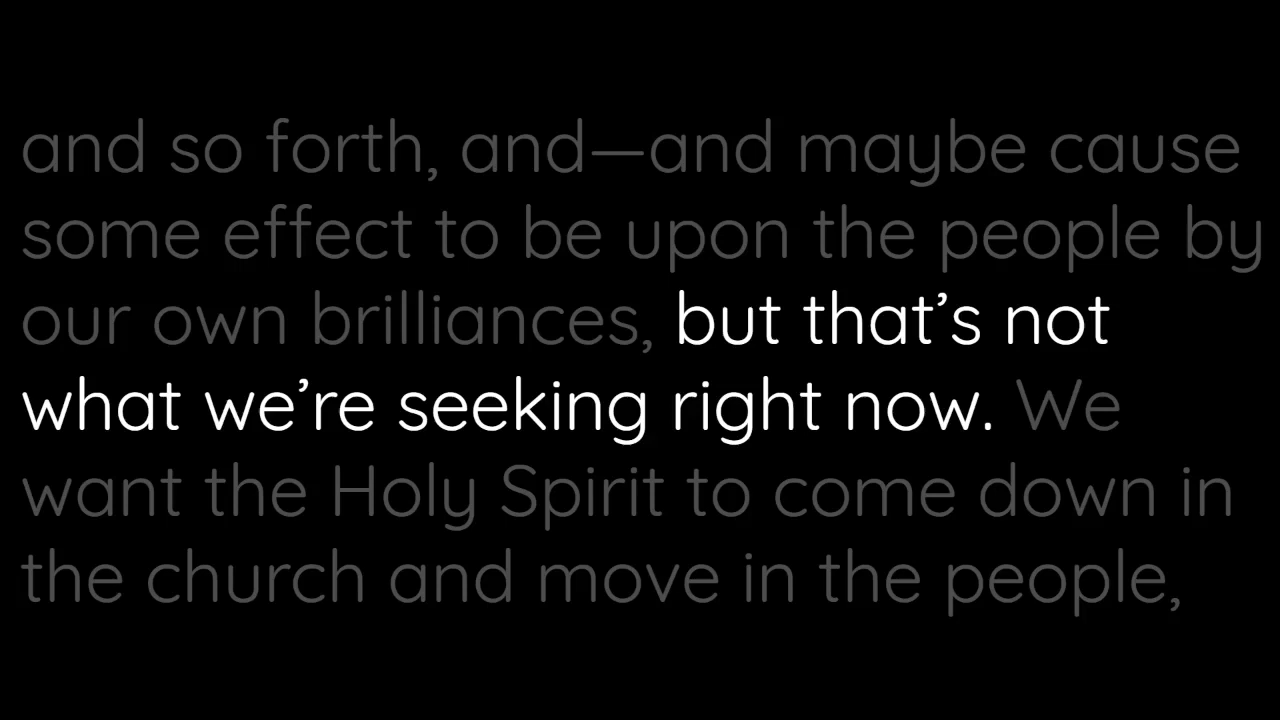 and so forth, and—and maybe cause
some effect to be upon the people by
our own brilliances, but that’s not
what we’re seeking right now. We
want the Holy Spirit to come down in
the church and move in the people,